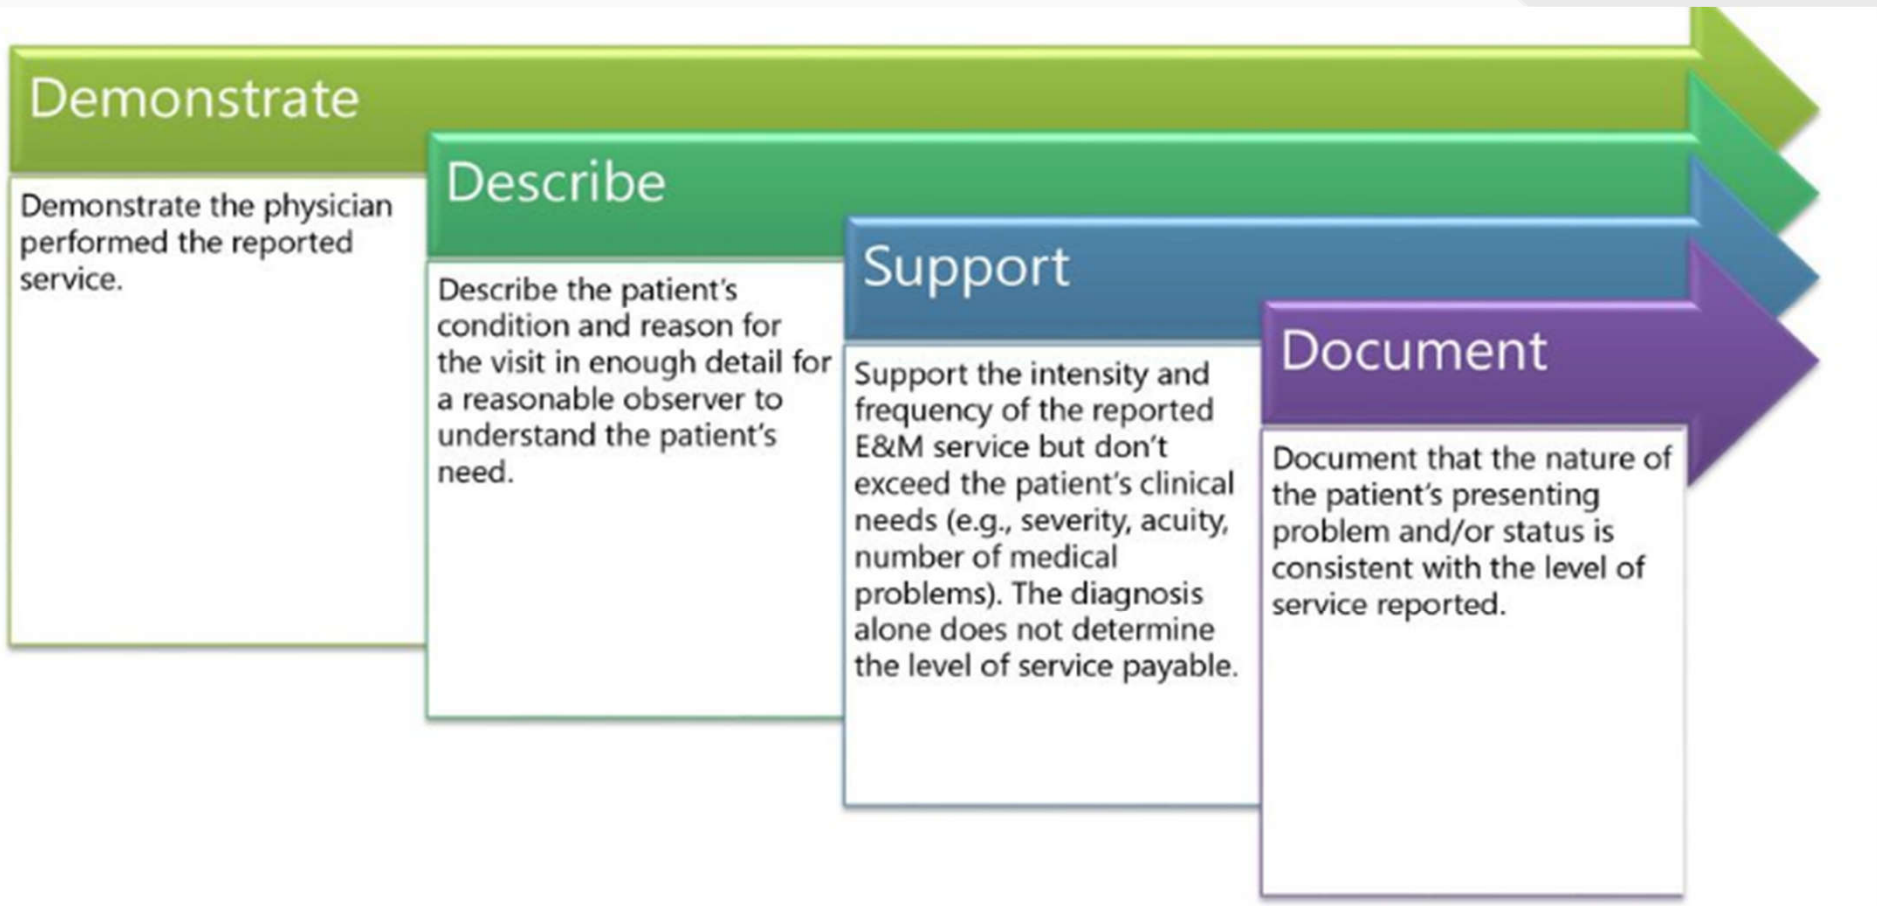 Demonstrate
Demonstrate the physician
performed the reported
service.
Describe
Describe the patient's
condition and reason for
the visit in enough detail for
a reasonable observer to
understand the patient's
need.
Support
Support the intensity and
frequency of the reported
E&M service but don't
exceed the patient's clinical
needs (e.g., severity, acuity,
number of medical
problems). The diagnosis
alone does not determine
the level of service payable.
Document
Document that the nature of
the patient's presenting
problem and/or status is
consistent with the level of
service reported.